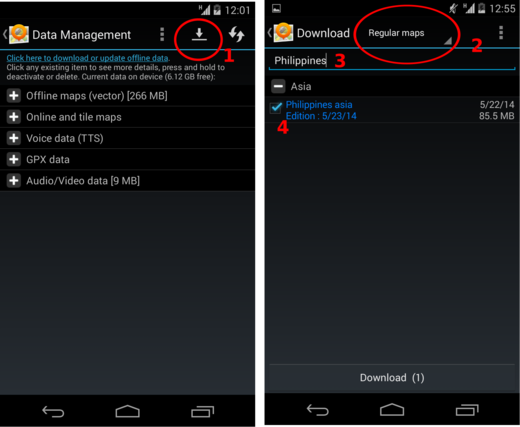 12:01
Data Management
1
Click here to download or update offline data.
Click any existing item to see more details, press and hold to
deactivate or delete. Current data on device (6.12 GB free):
Offline maps (vector) [266 MB]
Online and tile maps
Voice data (TTS)
GPX data
Audio/Video data [9 MB]
12:55
Download
Regular maps
2
Philippines
3
Asia
Philippines asia
5/22/14
Edition : 5/23/14
85.5 MB
4
Download (1)